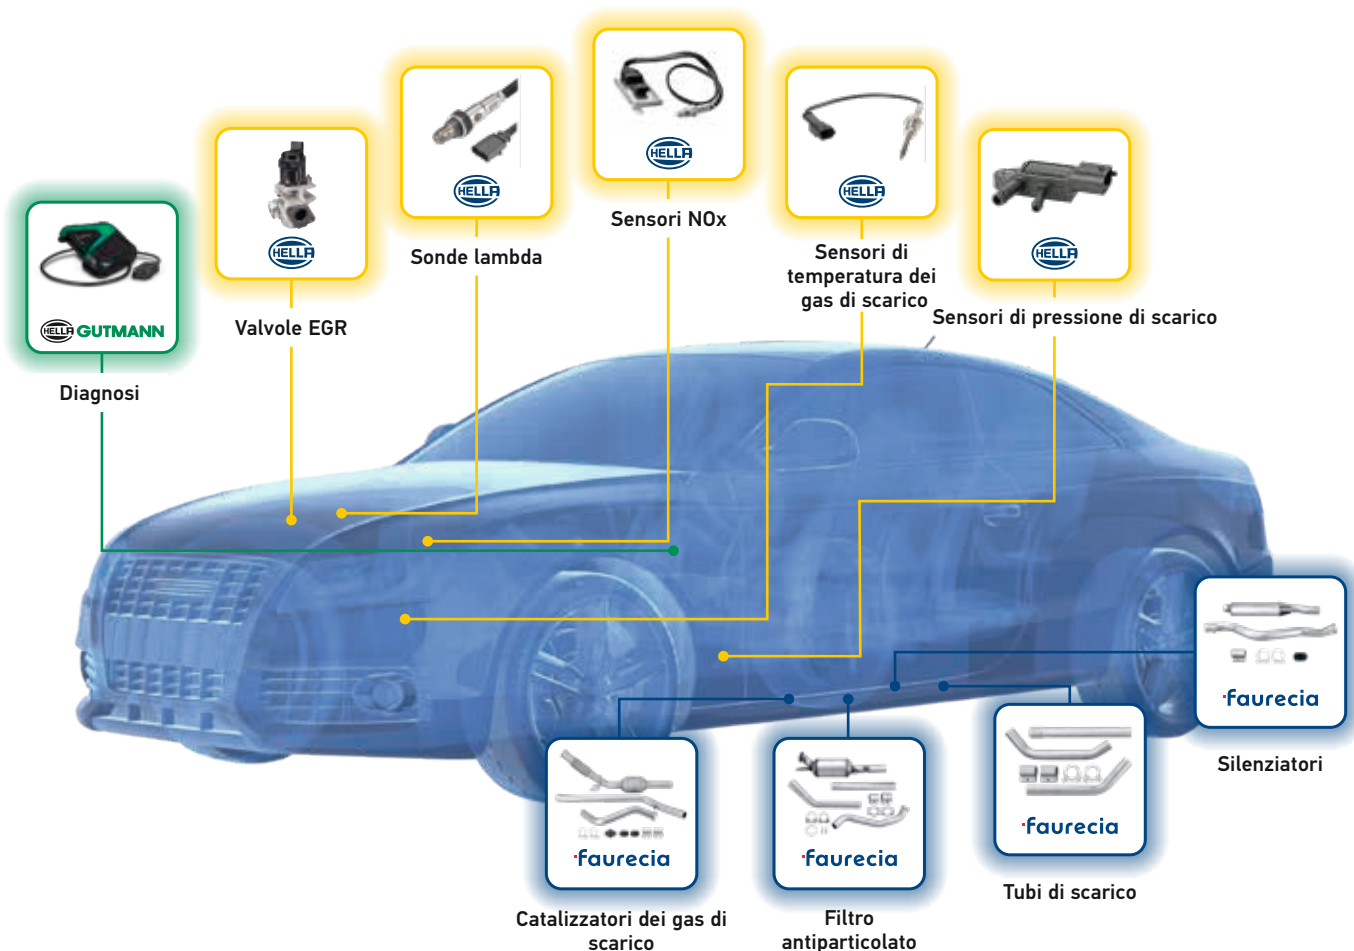 HELLA
Sensori NOx
HELLA
Sonde lambda
HELLA
Sensori di
temperatura dei
gas di scarico
HELLA
Valvole EGR
HELLA
Sensori di pressione di scarico
HELLA GUTMANN
Diagnosi
faurecia
Silenziatori
faurecia
Tubi di scarico
faurecia
Catalizzatori dei gas di
scarico
faurecia
Filtro
antiparticolato